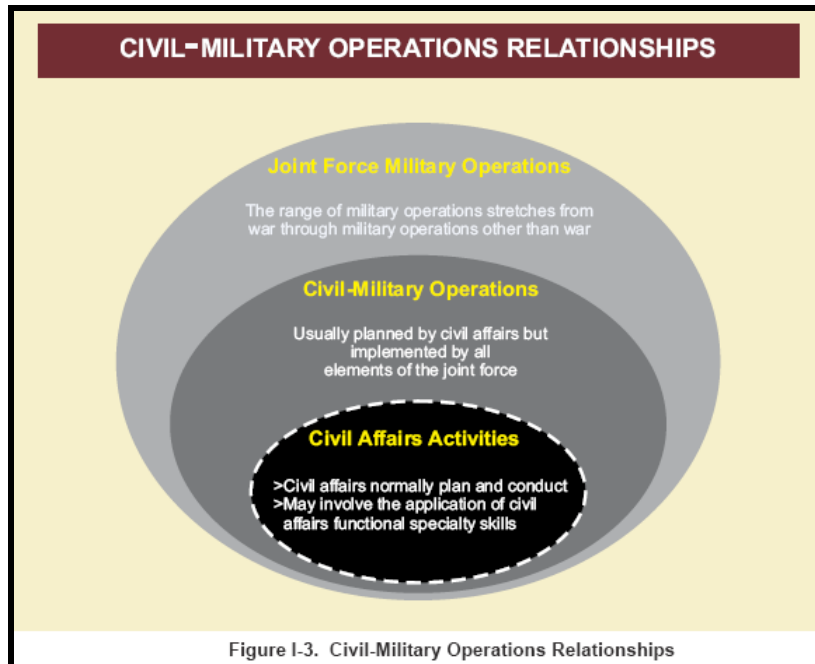 CIVIL-MILITARY OPERATIONS RELATIONSHIPS
Joint Force Military Operations
The range of military operations stretches from
war through military operations other than war
Civil-Military Operations
Usually planned by civil affairs but
implemented by all
elements of the joint force
Civil Affairs Activities
>Civil affairs normally plan and conduct
>May involve the application of civil
affairs functional specialty skills
Figure I-3.  Civil-Military Operations Relationships